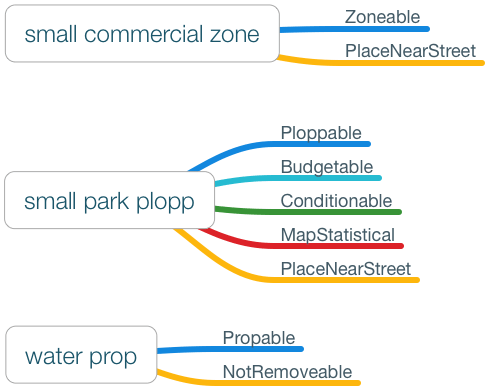 small commercial zone
Zoneable
PlaceNearStreet
small park plopp
Ploppable
Budgetable
Conditionable
MapStatistical
PlaceNearStreet
water prop
Propable
NotRemoveable